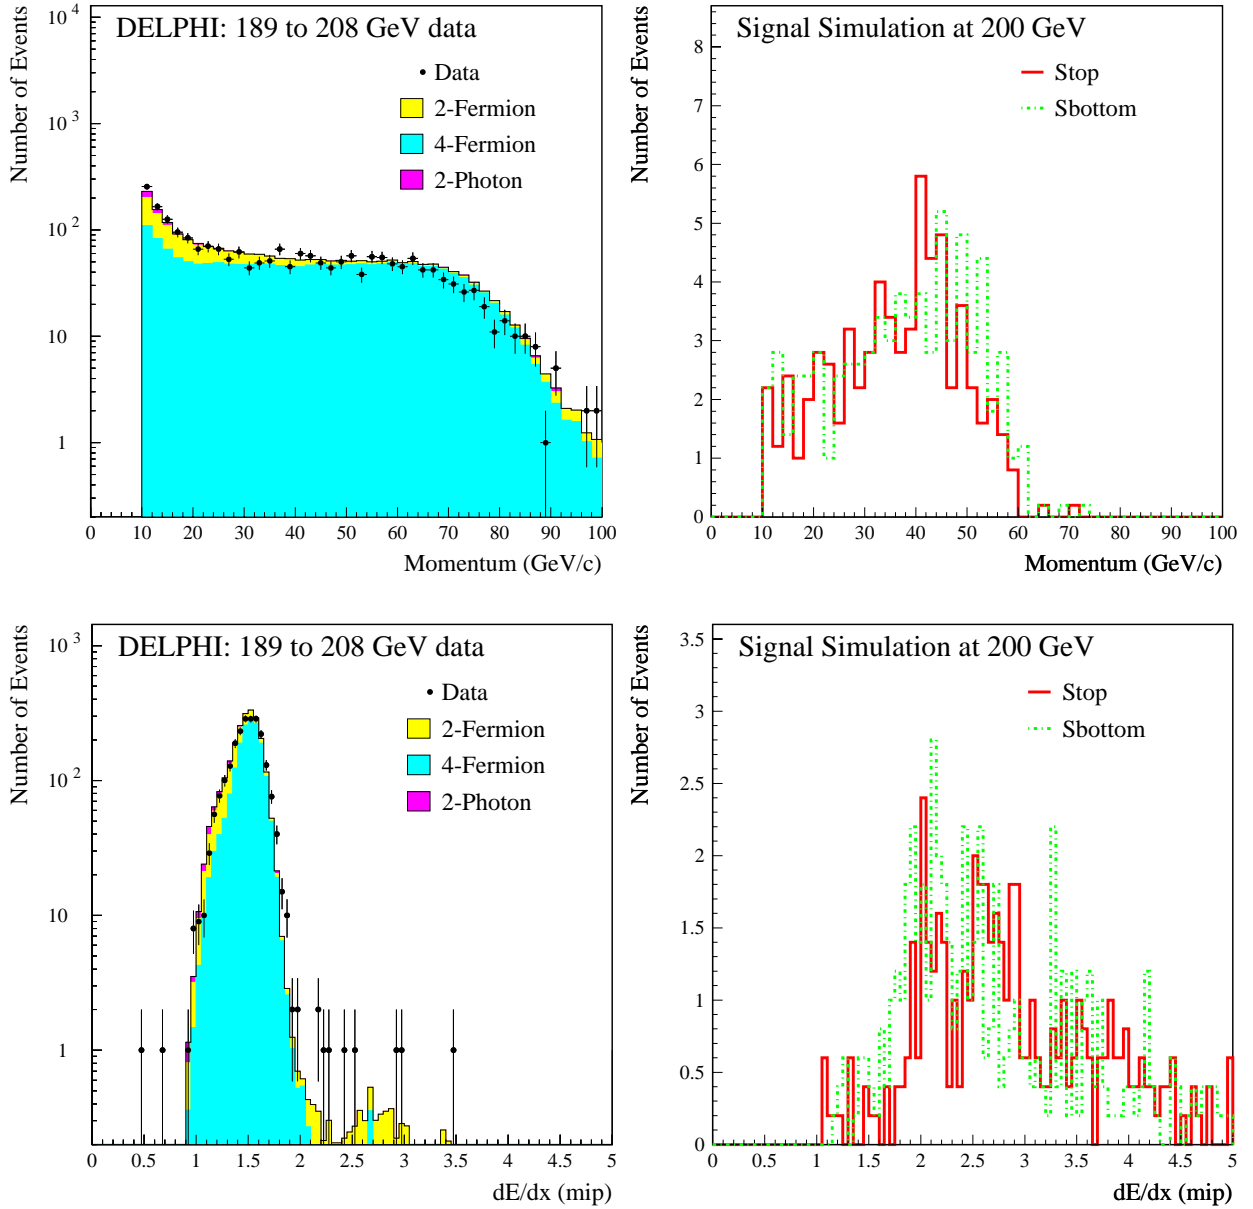 DELPHI: 189 to 208 GeV data
Number of Events
Data
2-Fermion
4-Fermion
2-Photon
10^4
10^3
10^2
10
1
0 10 20 30 40 50 60 70 80 90 100
Momentum (GeV/c)
Signal Simulation at 200 GeV
Number of Events
Stop
Sbottom
8
7
6
5
4
3
2
1
0
0 10 20 30 40 50 60 70 80 90 100
Momentum (GeV/c)
DELPHI: 189 to 208 GeV data
Number of Events
Data
2-Fermion
4-Fermion
2-Photon
10^3
10^2
10
1
0 0.5 1 1.5 2 2.5 3 3.5 4 4.5 5
dE/dx (mip)
Signal Simulation at 200 GeV
Number of Events
Stop
Sbottom
3.5
3
2.5
2
1.5
1
0.5
0
0 0.5 1 1.5 2 2.5 3 3.5 4 4.5 5
dE/dx (mip)